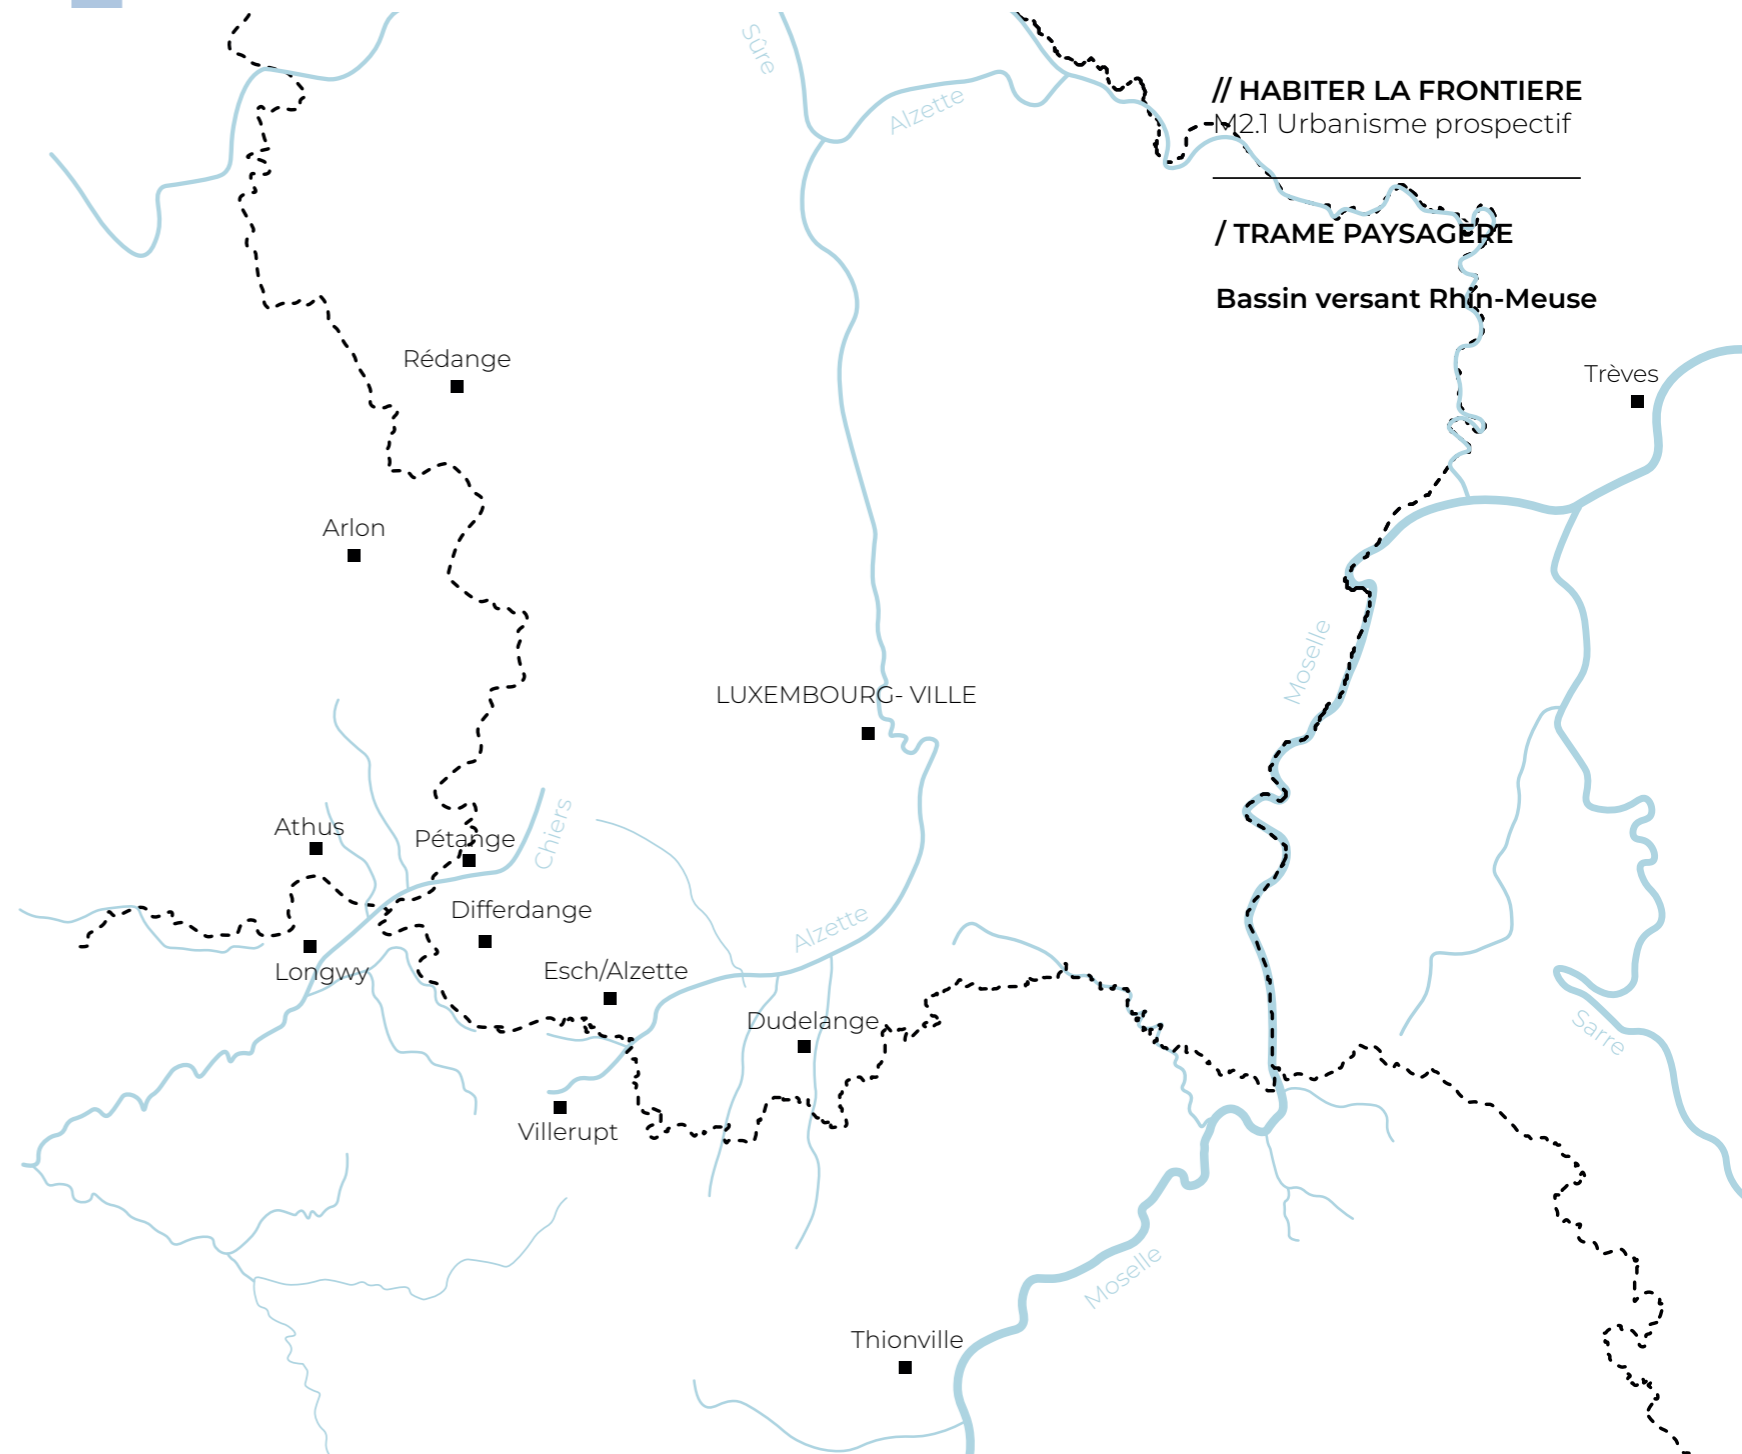 Sûre
Alzette
// HABITER LA FRONTIERE
M2.1 Urbanisme prospectif
/ TRAME PAYSAGÈRE
Bassin versant Rhin-Meuse
Rédange
Trèves
Arlon
Moselle
LUXEMBOURG- VILLE
Athus
Pétange
Chiers
Differdange
Alzette
Longwy
Esch/Alzette
Dudelange
Sarre
Villerupt
Moselle
Thionville